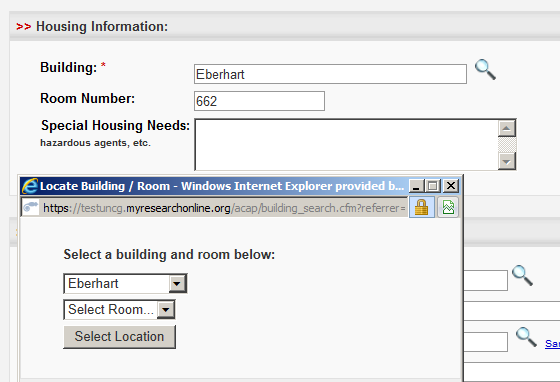 >> Housing Information:
Building: *
Eberhart
Room Number:
662
Special Housing Needs:
hazardous agents, etc.
Locate Building / Room - Windows Internet Explorer provided b...
https://testuncg.myresearchonline.org/acap/building_search.cfm?referrer=
Select a building and room below:
Eberhart
Select Room...
Select Location